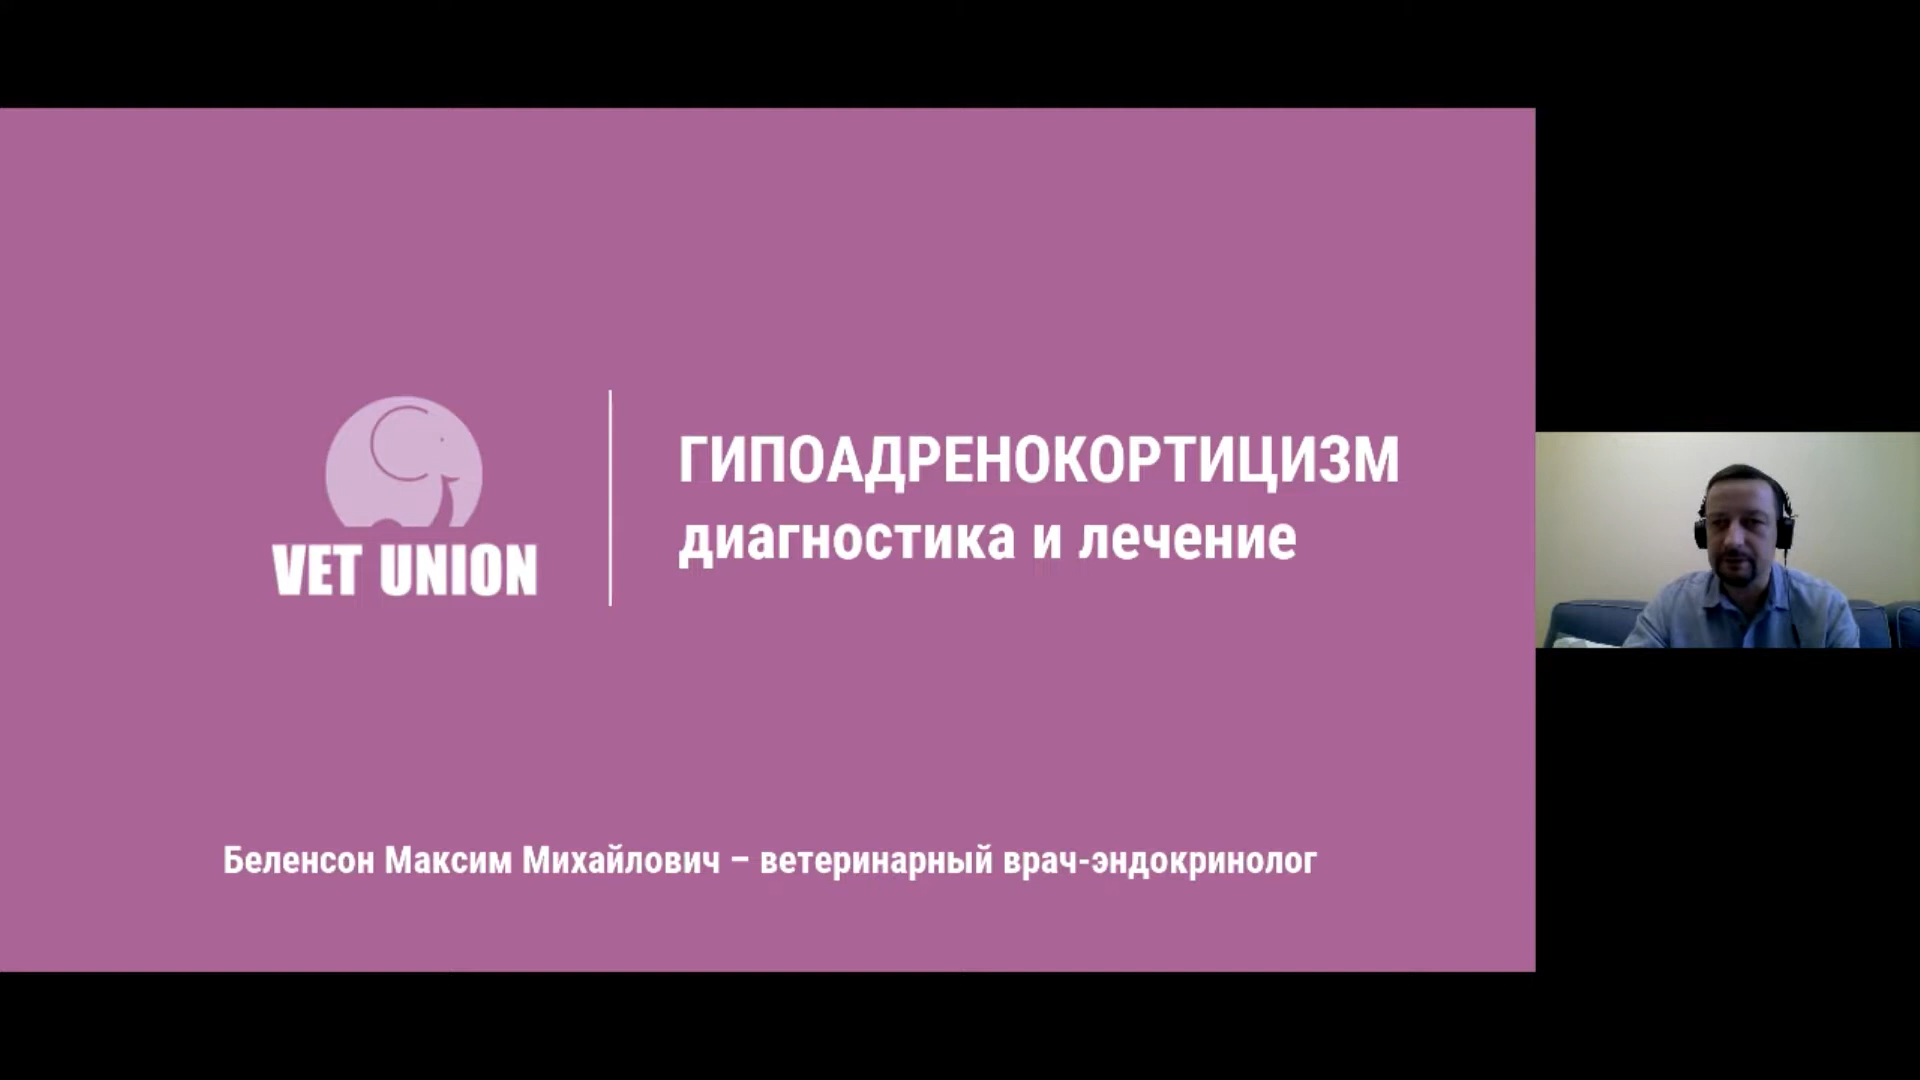 VET UNION
ГИПОАДРЕНОКОРТИЦИЗМ
диагностика и лечение
Беленсон Максим Михайлович – ветеринарный врач-эндокринолог